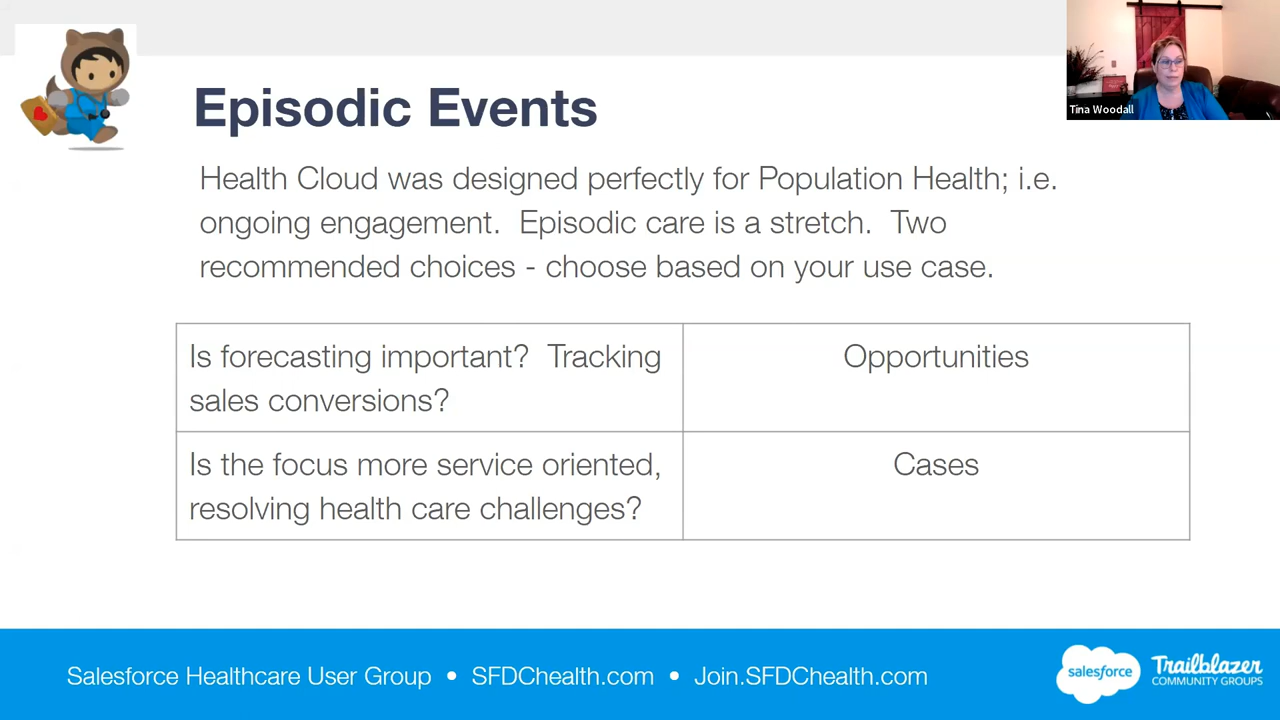 Tina Woodall
Episodic Events
Health Cloud was designed perfectly for Population Health; i.e.
ongoing engagement.  Episodic care is a stretch.  Two
recommended choices - choose based on your use case.
Is forecasting important?  Tracking
sales conversions?
Opportunities
Is the focus more service oriented,
resolving health care challenges?
Cases
Salesforce Healthcare User Group • SFDChealth.com • Join.SFDChealth.com
salesforce
Trailblazer
COMMUNITY GROUPS